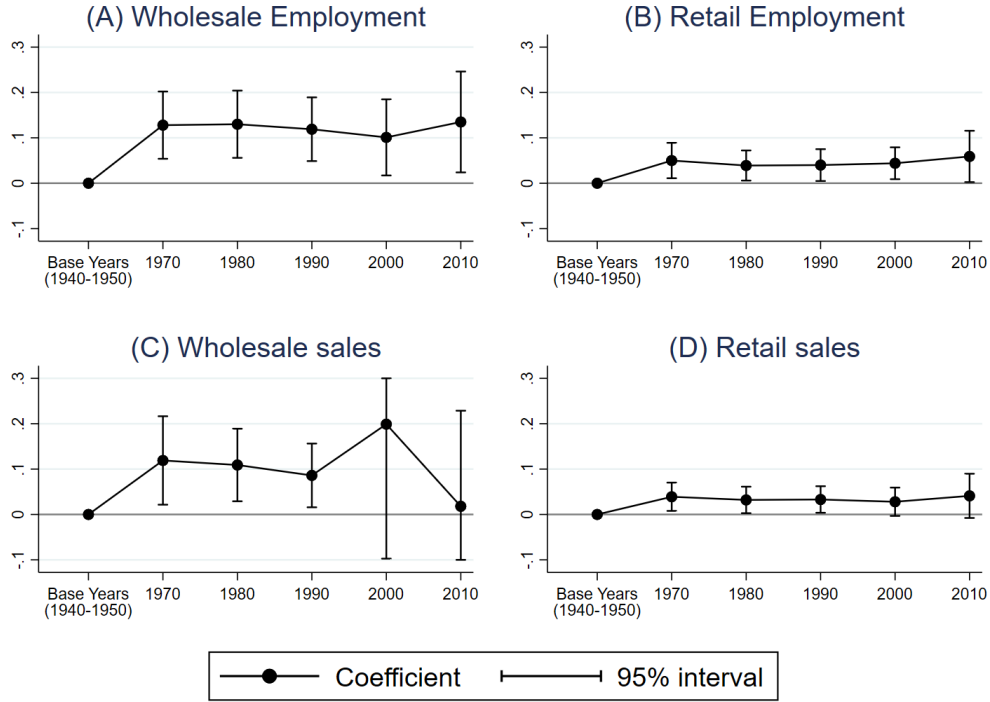 (A) Wholesale Employment
.3
.2
.1
0
-.1
Base Years 1970 1980 1990 2000 2010
(1940-1950)
(B) Retail Employment
.3
.2
.1
0
-.1
Base Years 1970 1980 1990 2000 2010
(1940-1950)
(C) Wholesale sales
.3
.2
.1
0
-.1
Base Years 1970 1980 1990 2000 2010
(1940-1950)
(D) Retail sales
.3
.2
.1
0
-.1
Base Years 1970 1980 1990 2000 2010
(1940-1950)
Coefficient 95% interval